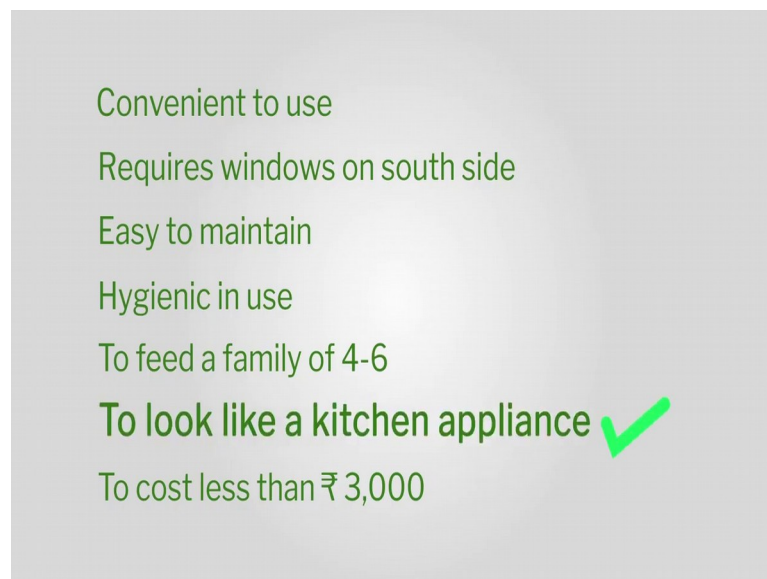 Convenient to use
Requires windows on south side
Easy to maintain
Hygienic in use
To feed a family of 4-6
To look like a kitchen appliance
To cost less than ₹ 3,000